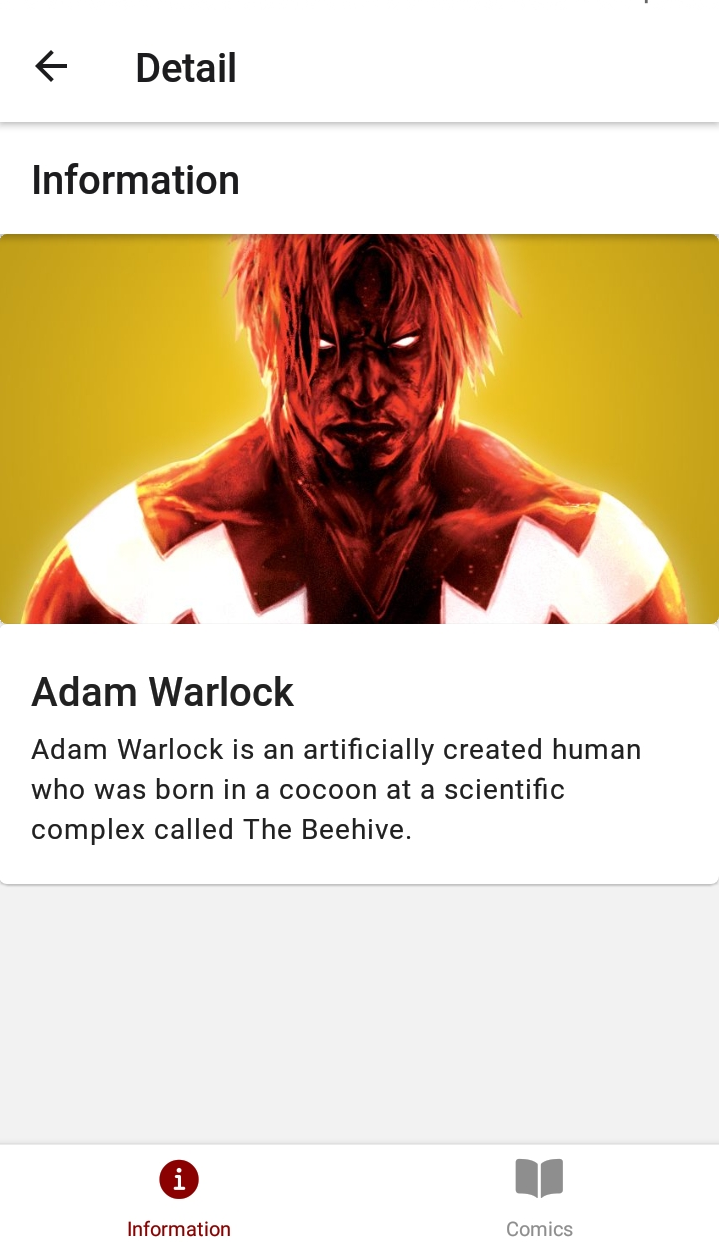 Detail
Information
Adam Warlock
Adam Warlock is an artificially created human
who was born in a cocoon at a scientific
complex called The Beehive.
Information
Comics